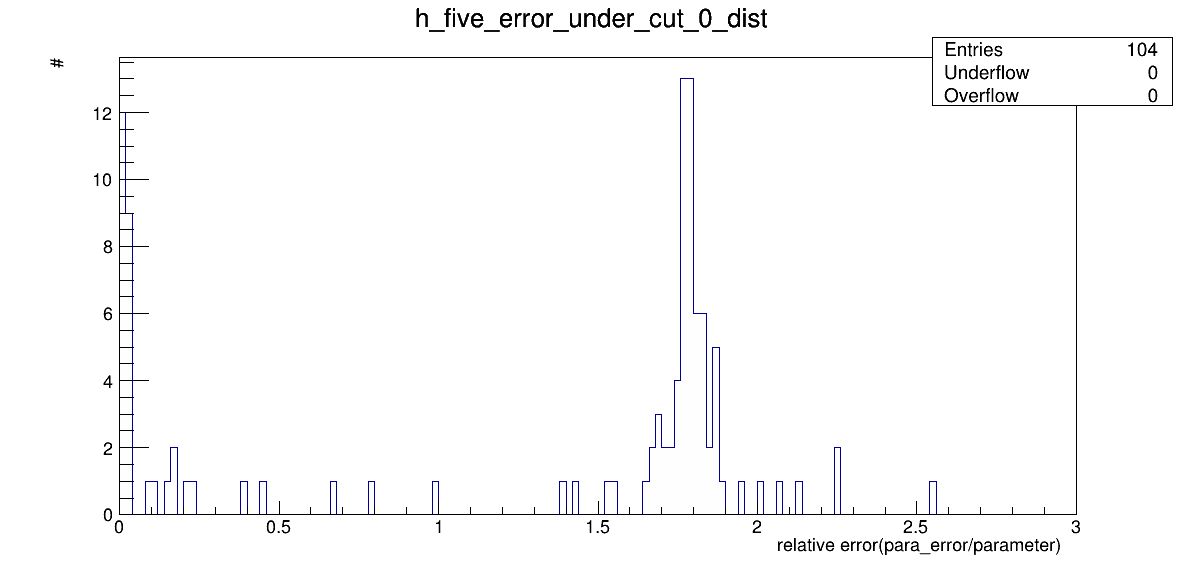 h_five_error_under_cut_0_dist
Entries 104
Underflow 0
Overflow 0
#
12
10
8
6
4
2
0
0 0.5 1 1.5 2 2.5 3
relative error(para_error/parameter)